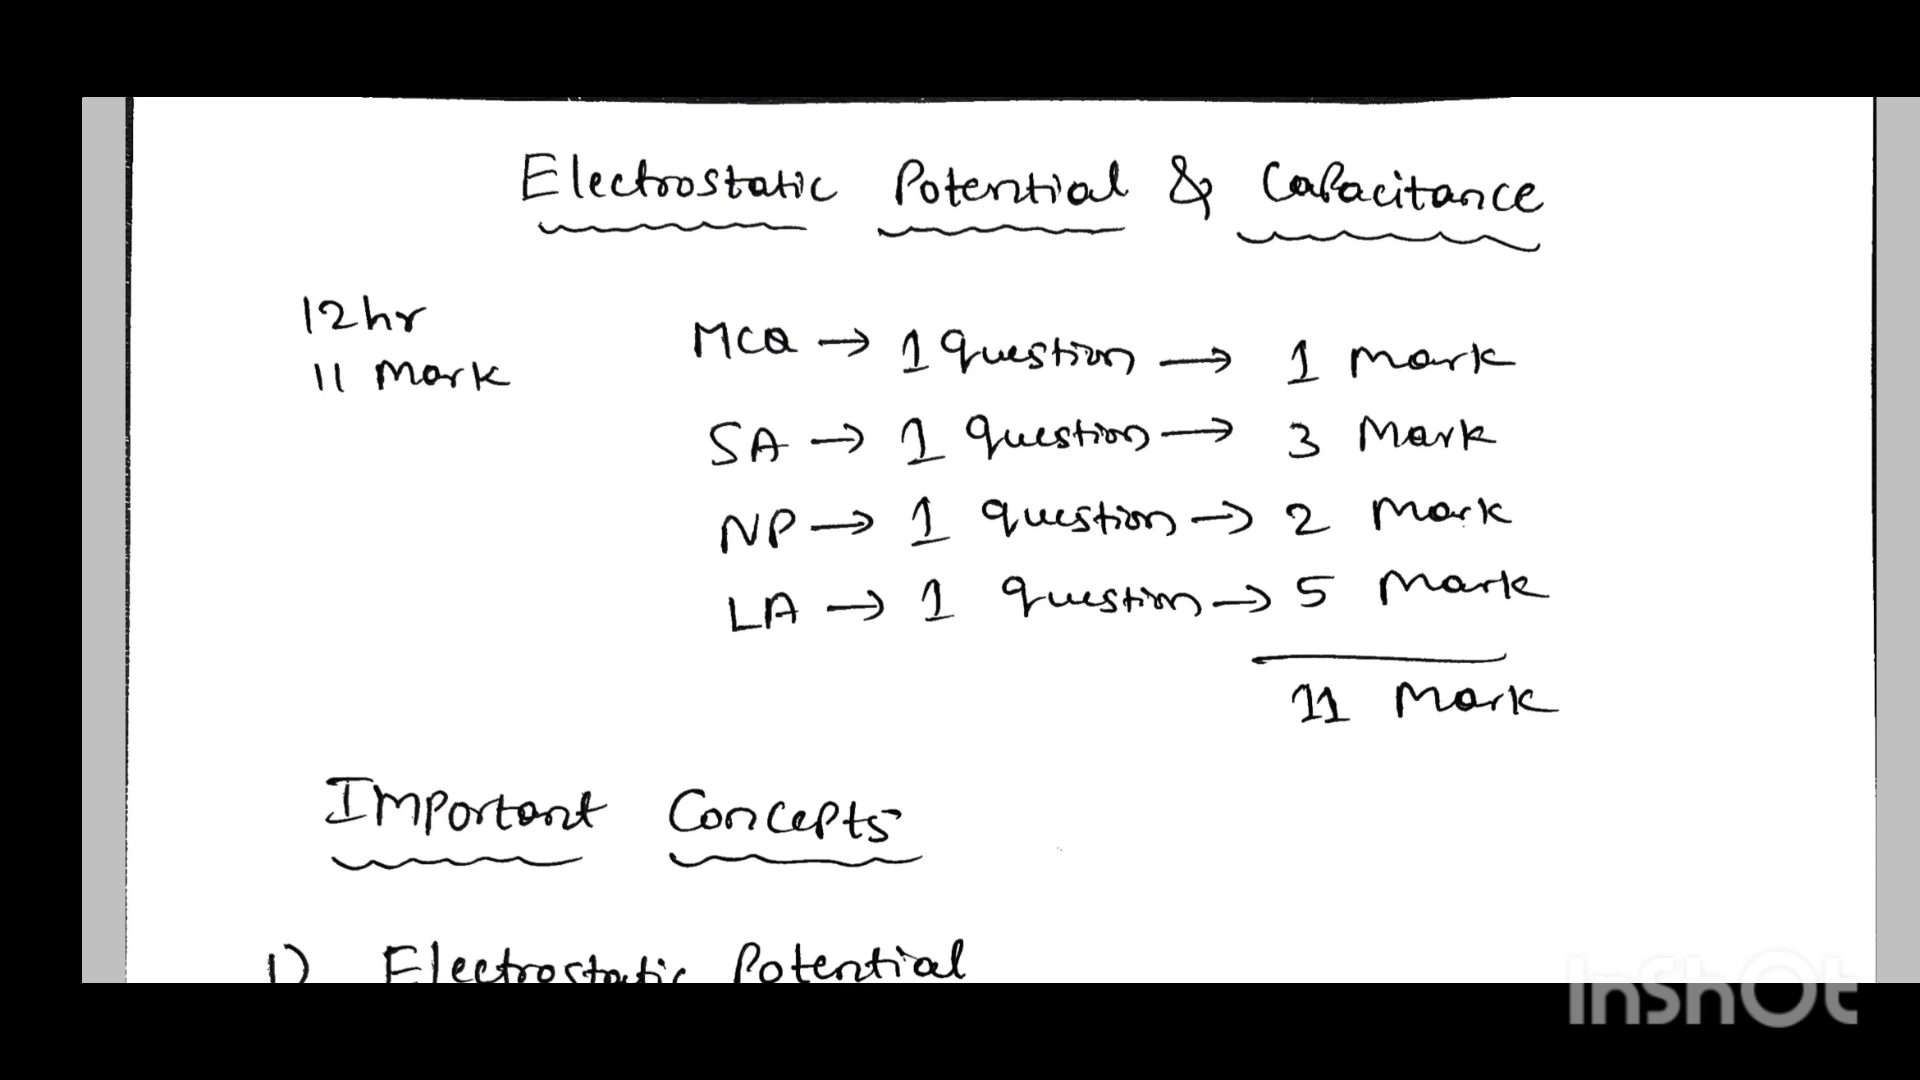 Electrostatic Potential & Capacitance
12hr
11 Mark
MCQ → 1 question → 1 Mark
SA → 1 question → 3 Mark
NP → 1 question → 2 Mark
LA → 1 question → 5 Mark
11 Mark
Important Concepts
1) Electrostatic Potential
InShOt